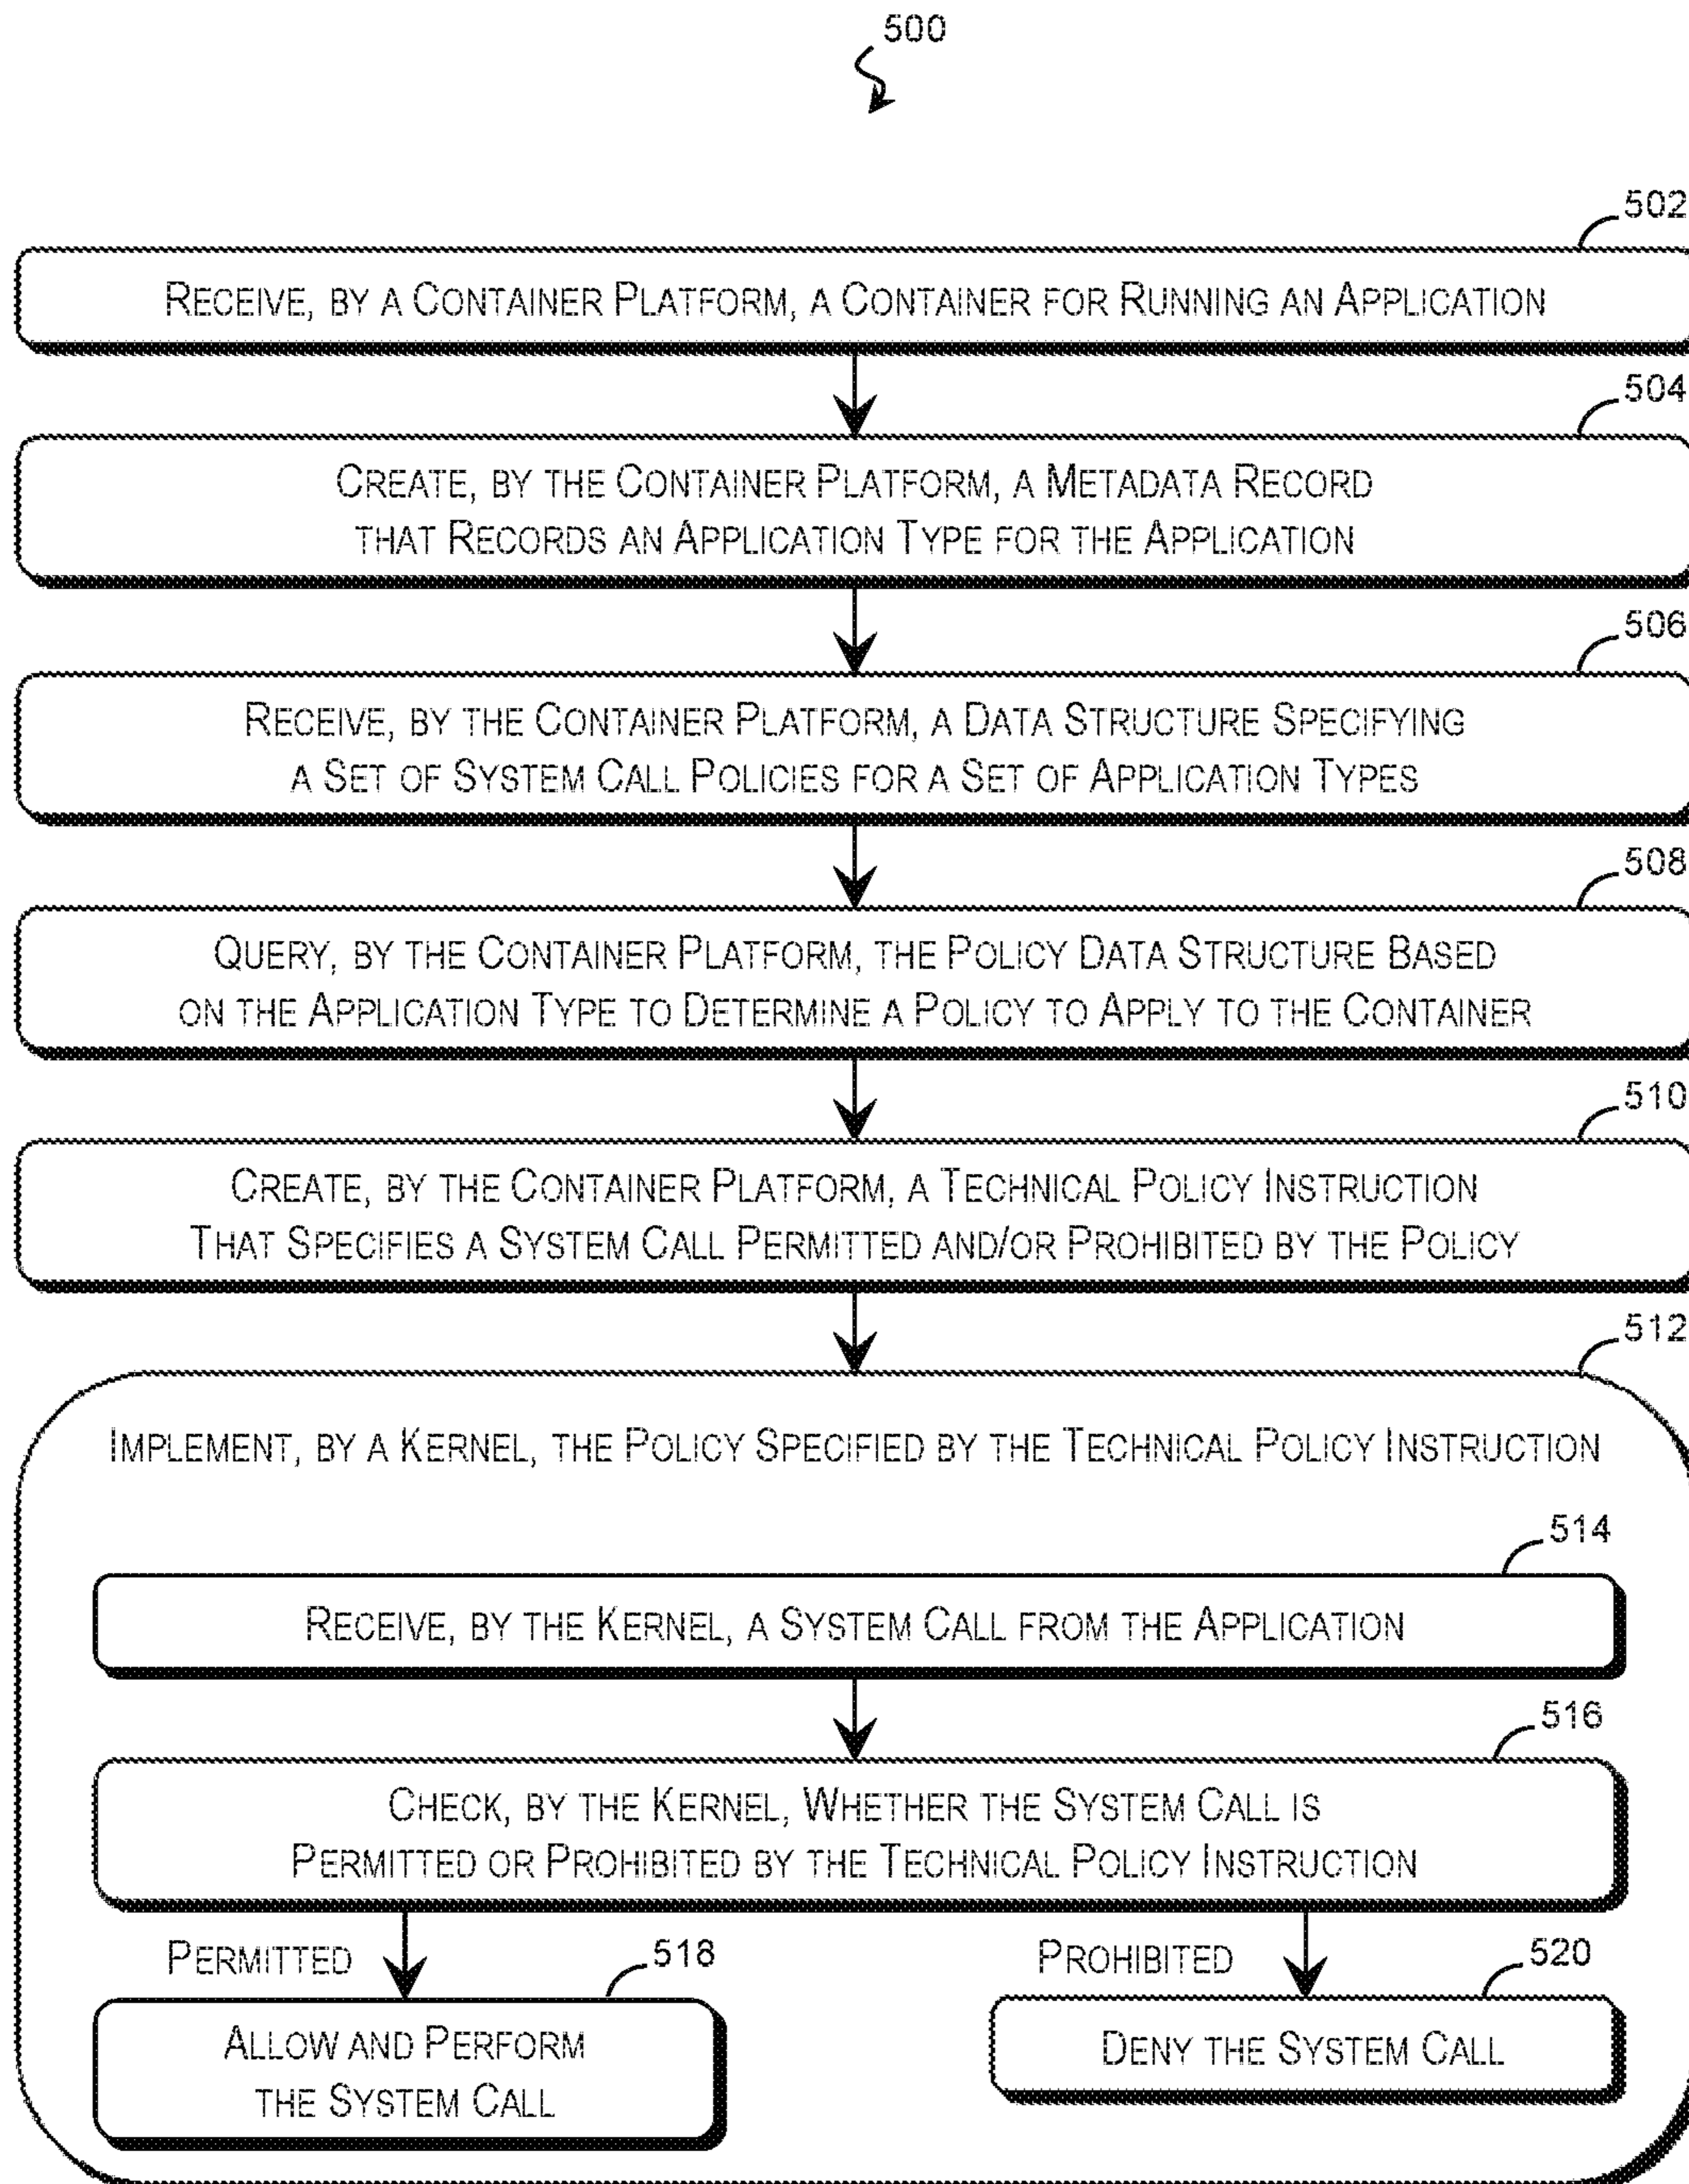 500
502
RECEIVE, BY A CONTAINER PLATFORM, A CONTAINER FOR RUNNING AN APPLICATION
504
CREATE, BY THE CONTAINER PLATFORM, A METADATA RECORD
THAT RECORDS AN APPLICATION TYPE FOR THE APPLICATION
506
RECEIVE, BY THE CONTAINER PLATFORM, A DATA STRUCTURE SPECIFYING
A SET OF SYSTEM CALL POLICIES FOR A SET OF APPLICATION TYPES
508
QUERY, BY THE CONTAINER PLATFORM, THE POLICY DATA STRUCTURE BASED
ON THE APPLICATION TYPE TO DETERMINE A POLICY TO APPLY TO THE CONTAINER
510
CREATE, BY THE CONTAINER PLATFORM, A TECHNICAL POLICY INSTRUCTION
THAT SPECIFIES A SYSTEM CALL PERMITTED AND/OR PROHIBITED BY THE POLICY
512
IMPLEMENT, BY A KERNEL, THE POLICY SPECIFIED BY THE TECHNICAL POLICY INSTRUCTION
514
RECEIVE, BY THE KERNEL, A SYSTEM CALL FROM THE APPLICATION
516
CHECK, BY THE KERNEL, WHETHER THE SYSTEM CALL IS
PERMITTED OR PROHIBITED BY THE TECHNICAL POLICY INSTRUCTION
PERMITTED
518
ALLOW AND PERFORM
THE SYSTEM CALL
PROHIBITED
520
DENY THE SYSTEM CALL